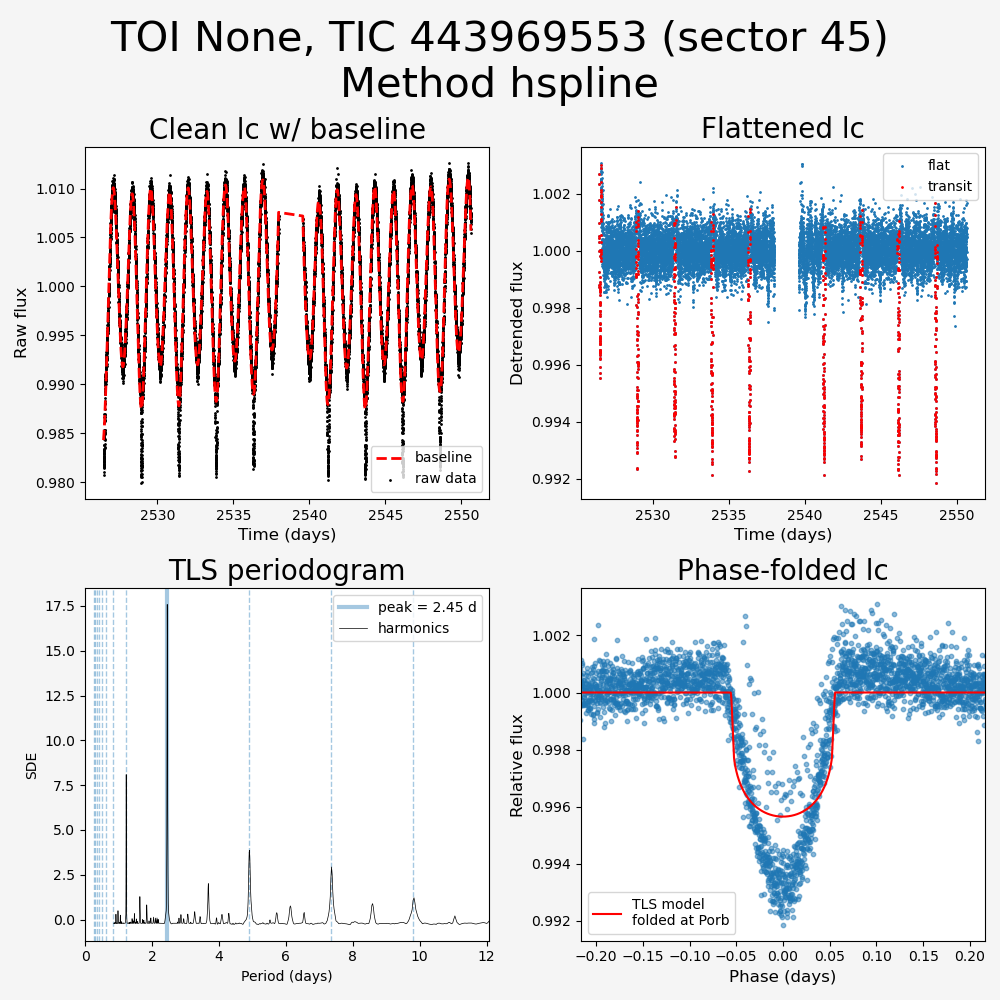 TOI None, TIC 443969553 (sector 45)
Method hspline
Clean lc w/ baseline
Raw flux
1.010
1.005
1.000
0.995
0.990
0.985
0.980
baseline
raw data
2530 2535 2540 2545 2550
Time (days)
Flattened lc
Detrended flux
1.002
1.000
0.998
0.996
0.994
0.992
flat
transit
2530 2535 2540 2545 2550
Time (days)
TLS periodogram
SDE
17.5
15.0
12.5
10.0
7.5
5.0
2.5
0.0
peak = 2.45 d
harmonics
0 2 4 6 8 10 12
Period (days)
Phase-folded lc
Relative flux
1.002
1.000
0.998
0.996
0.994
0.992
TLS model
folded at Porb
−0.20 −0.15 −0.10 −0.05 0.00 0.05 0.10 0.15 0.20
Phase (days)